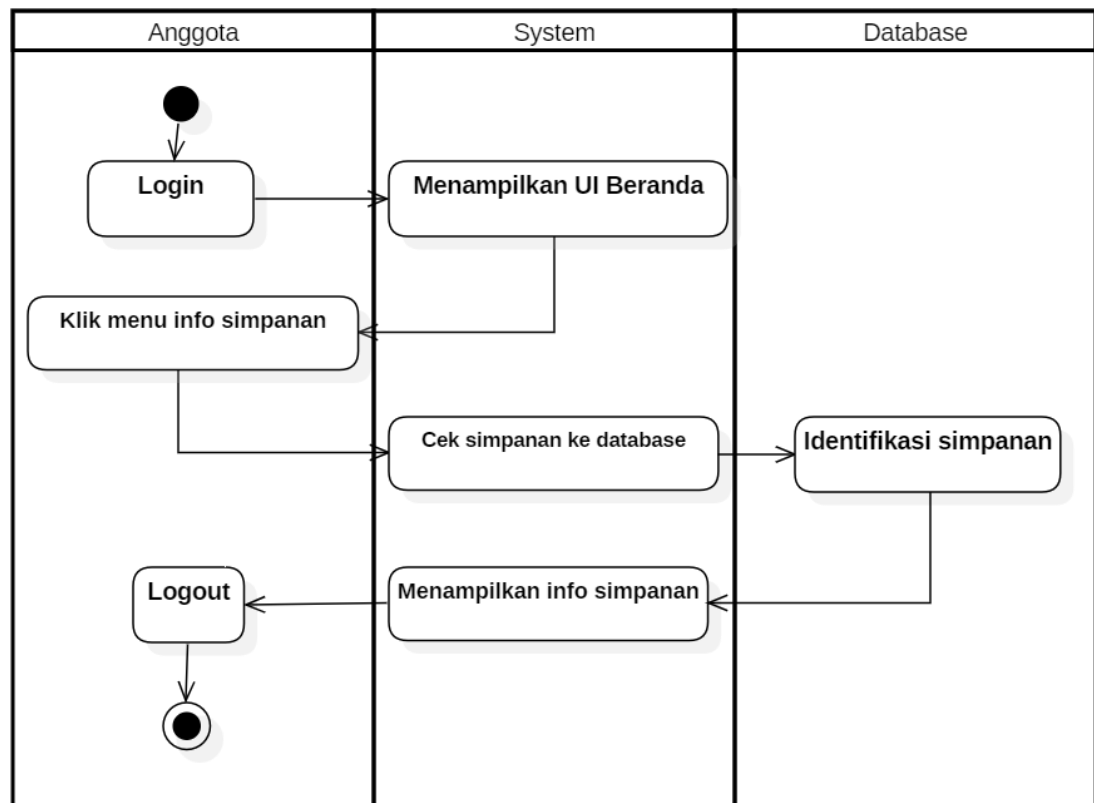 Anggota
System
Database
Login
Menampilkan UI Beranda
Klik menu info simpanan
Cek simpanan ke database
Identifikasi simpanan
Logout
Menampilkan info simpanan